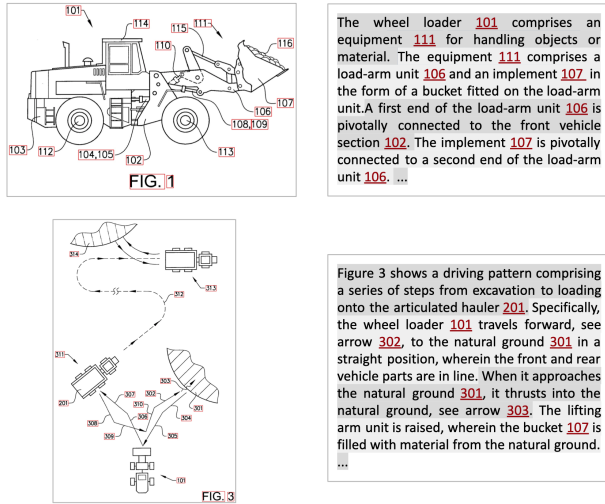 101
114
115
111
110
116
107
106
108,109
103
112
104,105
102
113
FIG. 1
The wheel loader 101 comprises an
equipment 111 for handling objects or
material. The equipment 111 comprises a
load-arm unit 106 and an implement 107 in
the form of a bucket fitted on the load-arm
unit.A first end of the load-arm unit 106 is
pivotally connected to the front vehicle
section 102. The implement 107 is pivotally
connected to a second end of the load-arm
unit 106. ...
314
313
312
311
303
302
307
310
301
201
306
304
308
309
305
101
FIG. 3
Figure 3 shows a driving pattern comprising
a series of steps from excavation to loading
onto the articulated hauler 201. Specifically,
the wheel loader 101 travels forward, see
arrow 302, to the natural ground 301 in a
straight position, wherein the front and rear
vehicle parts are in line. When it approaches
the natural ground 301, it thrusts into the
natural ground, see arrow 303. The lifting
arm unit is raised, wherein the bucket 107 is
filled with material from the natural ground.
...